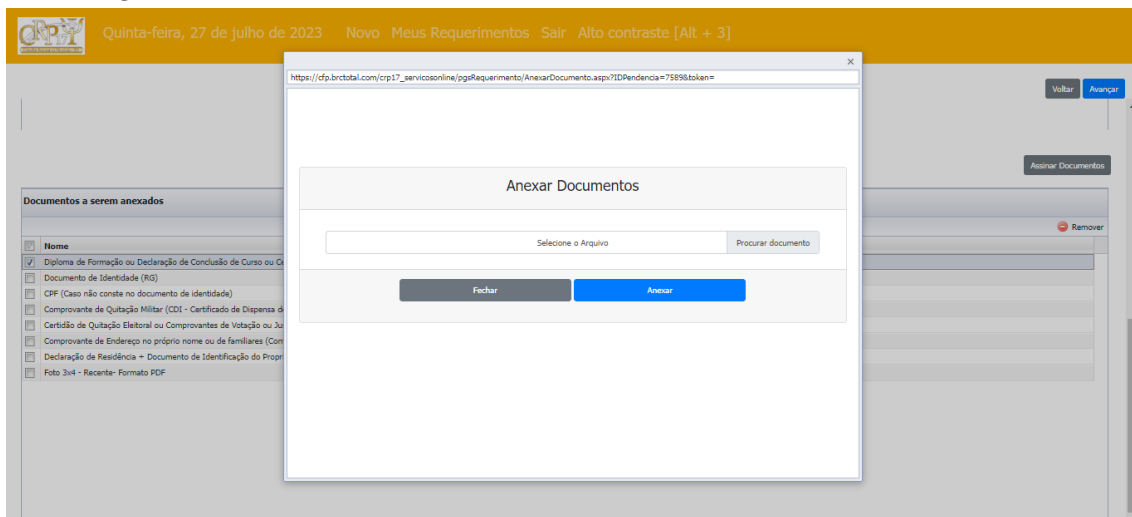 CRP17
Quinta-feira, 27 de julho de 2023 Novo Meus Requerimentos Sair Alto contraste [Alt + 3]
https://cfp.brctotal.com/crp17_servicosonline/pgsRequerimento/AnexarDocumento.aspx?IDPendencia=7589&token=
Voltar Avançar
Assinar Documentos
Anexar Documentos
Documentos a serem anexados
Remover
Selecione o Arquivo Procurar documento
Nome
Diploma de Formação ou Declaração de Conclusão de Curso ou Ce
Documento de Identidade (RG)
Fechar Anexar
CPF (Caso não conste no documento de identidade)
Comprovante de Quitação Militar (CDI - Certificado de Dispensa d
Certidão de Quitação Eleitoral ou Comprovantes de Votação ou Ju
Comprovante de Endereço no próprio nome ou de familiares (Con
Declaração de Residência + Documento de Identificação do Propr
Foto 3x4 - Recente- Formato PDF